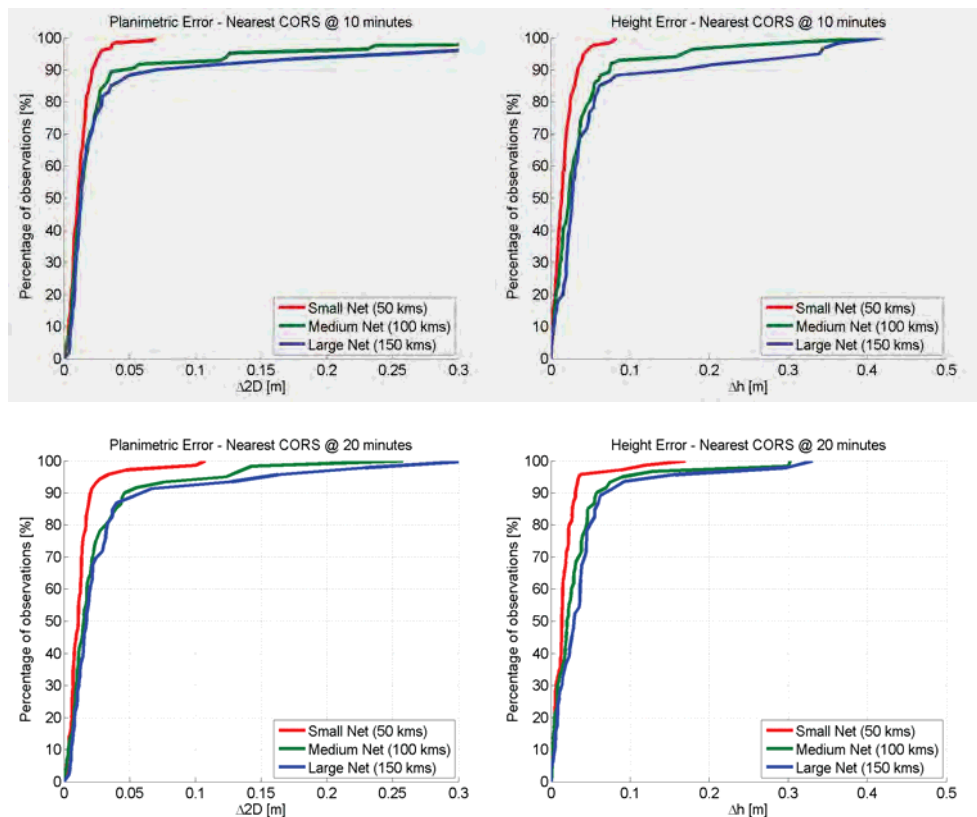 Planimetric Error - Nearest CORS @ 10 minutes
100
90
80
70
60
50
40
30
20
10
0
Percentage of observations [%]
0 0.05 0.1 0.15 0.2 0.25 0.3
Δ2D [m]
Small Net (50 kms)
Medium Net (100 kms)
Large Net (150 kms)
Height Error - Nearest CORS @ 10 minutes
100
90
80
70
60
50
40
30
20
10
0
Percentage of observations [%]
0 0.1 0.2 0.3 0.4 0.5
Δh [m]
Small Net (50 kms)
Medium Net (100 kms)
Large Net (150 kms)
Planimetric Error - Nearest CORS @ 20 minutes
100
90
80
70
60
50
40
30
20
10
0
Percentage of observations [%]
0 0.05 0.1 0.15 0.2 0.25 0.3
Δ2D [m]
Small Net (50 kms)
Medium Net (100 kms)
Large Net (150 kms)
Height Error - Nearest CORS @ 20 minutes
100
90
80
70
60
50
40
30
20
10
0
Percentage of observations [%]
0 0.1 0.2 0.3 0.4 0.5
Δh [m]
Small Net (50 kms)
Medium Net (100 kms)
Large Net (150 kms)